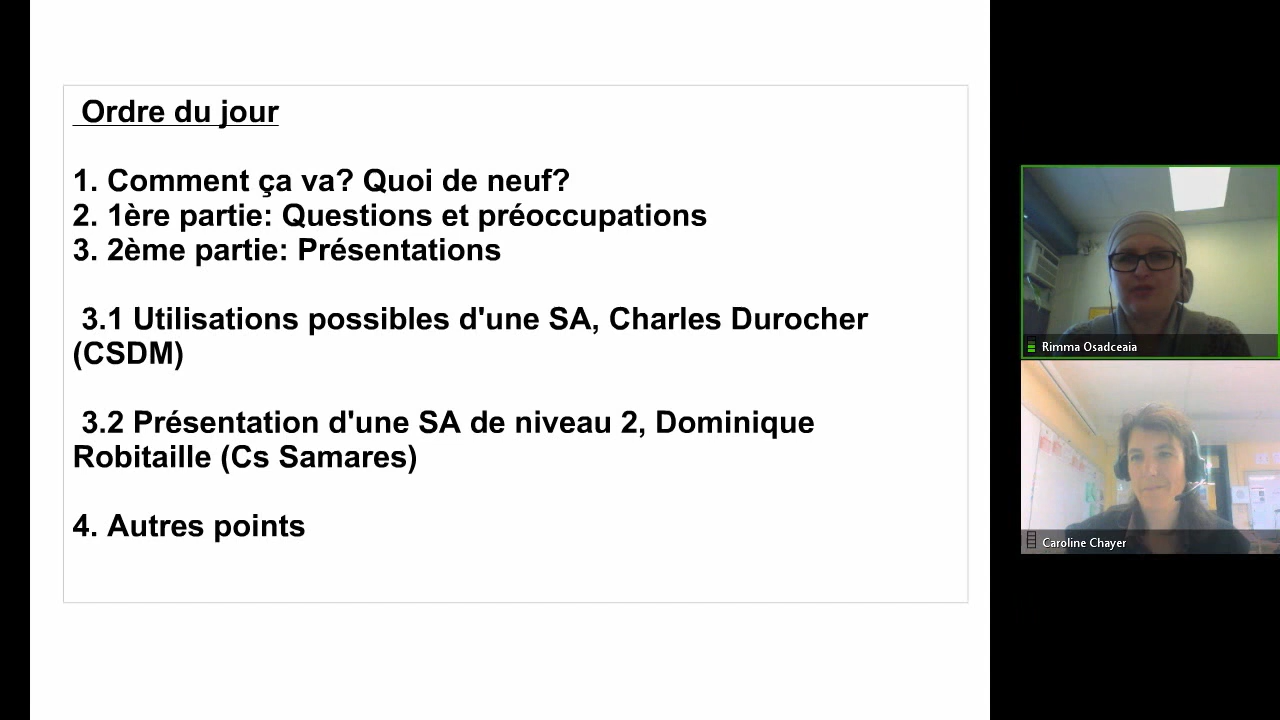 Ordre du jour
1. Comment ça va? Quoi de neuf?
2. 1ère partie: Questions et préoccupations
3. 2ème partie: Présentations
3.1 Utilisations possibles d'une SA, Charles Durocher
(CSDM)
3.2 Présentation d'une SA de niveau 2, Dominique
Robitaille (Cs Samares)
4. Autres points
Rimma Osadceaia
Caroline Chayer